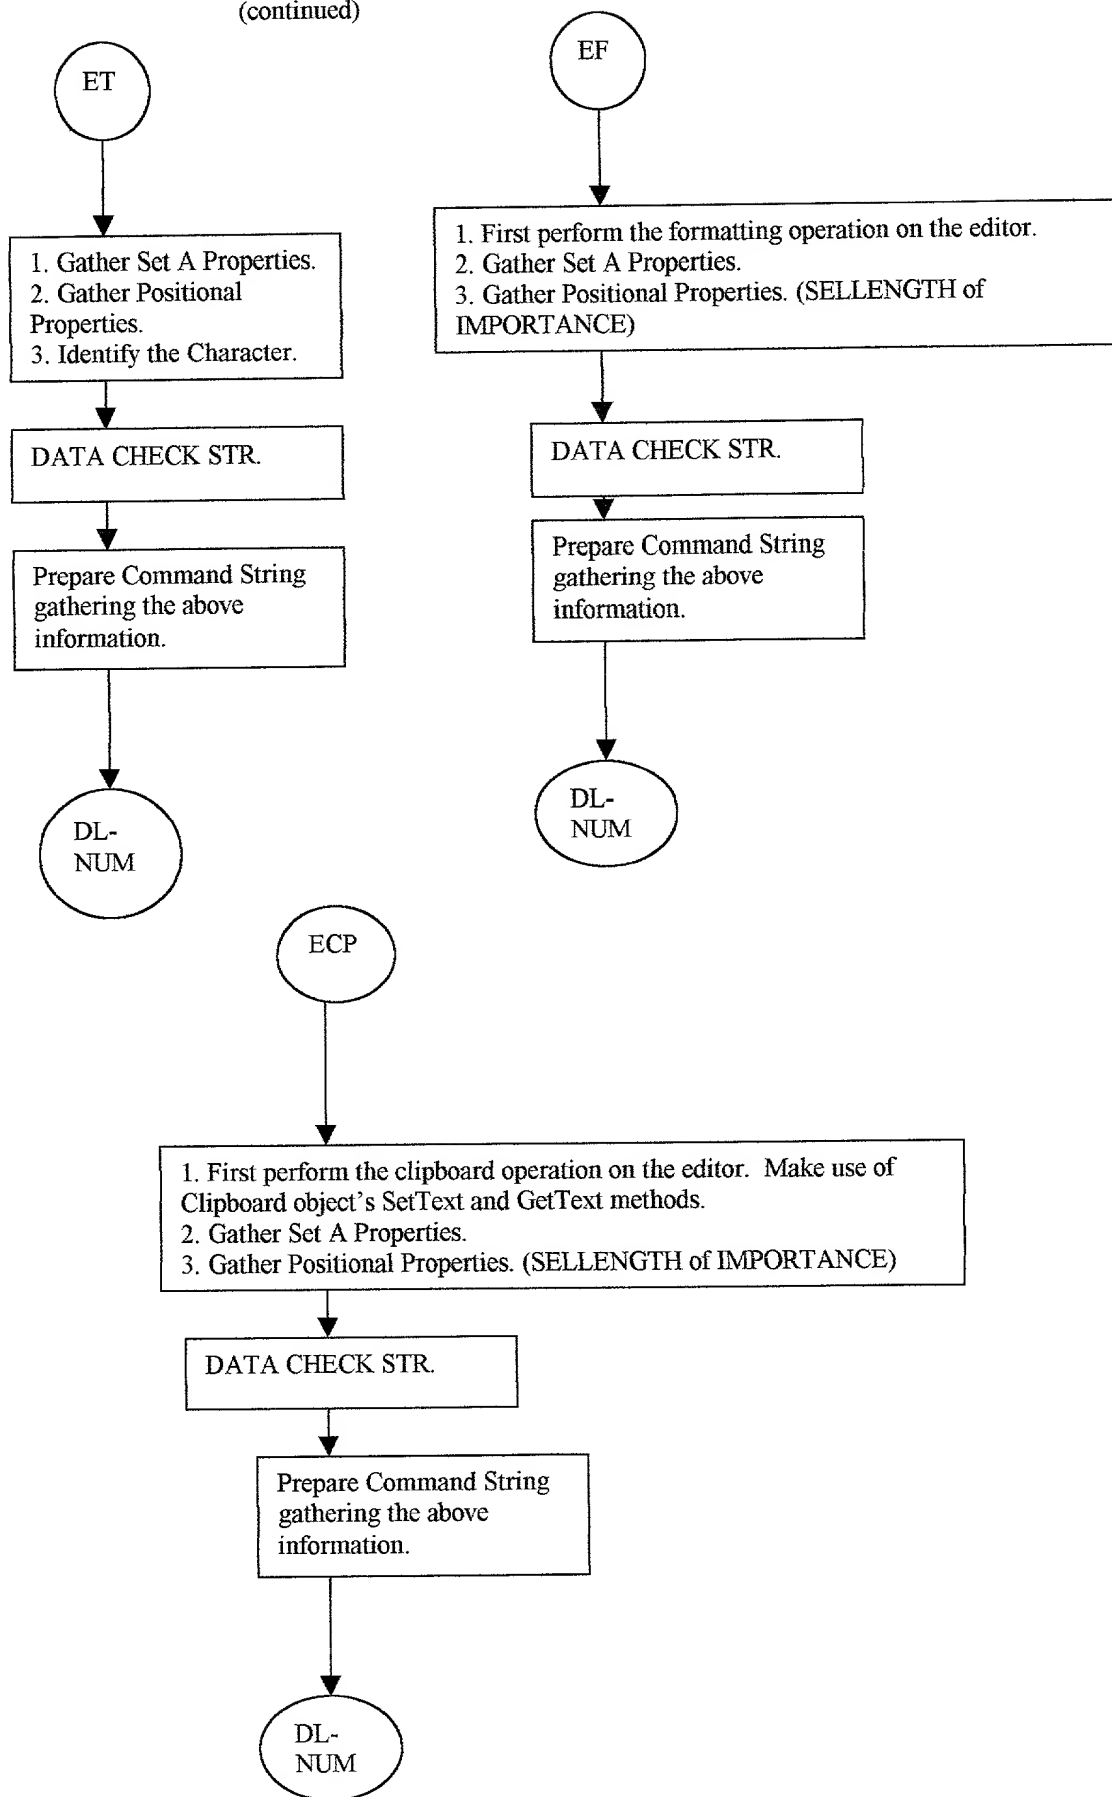 (continued)
ET
1. Gather Set A Properties.
2. Gather Positional
Properties.
3. Identify the Character.
DATA CHECK STR.
Prepare Command String
gathering the above
information.
DL-
NUM
EF
1. First perform the formatting operation on the editor.
2. Gather Set A Properties.
3. Gather Positional Properties. (SELLENGTH of
IMPORTANCE)
DATA CHECK STR.
Prepare Command String
gathering the above
information.
DL-
NUM
ECP
1. First perform the clipboard operation on the editor.  Make use of
Clipboard object's SetText and GetText methods.
2. Gather Set A Properties.
3. Gather Positional Properties. (SELLENGTH of IMPORTANCE)
DATA CHECK STR.
Prepare Command String
gathering the above
information.
DL-
NUM